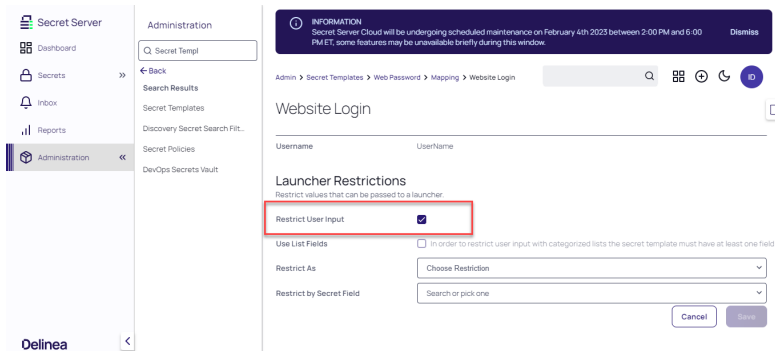 Secret Server
Dashboard
Secrets
Inbox
Reports
Administration
Delinea
Administration
Secret Templ
Back
Search Results
Secret Templates
Discovery Secret Search Filt...
Secret Policies
DevOps Secrets Vault
INFORMATION
Secret Server Cloud will be undergoing scheduled maintenance on February 4th 2023 between 2:00 PM and 6:00
PM ET, some features may be unavailable briefly during this window.
Dismiss
Admin > Secret Templates > Web Password > Mapping > Website Login
ID
Website Login
Username UserName
Launcher Restrictions
Restrict values that can be passed to a launcher.
Restrict User Input
Use List Fields In order to restrict user input with categorized lists the secret template must have at least one field
Restrict As Choose Restriction
Restrict by Secret Field Search or pick one
Cancel Save